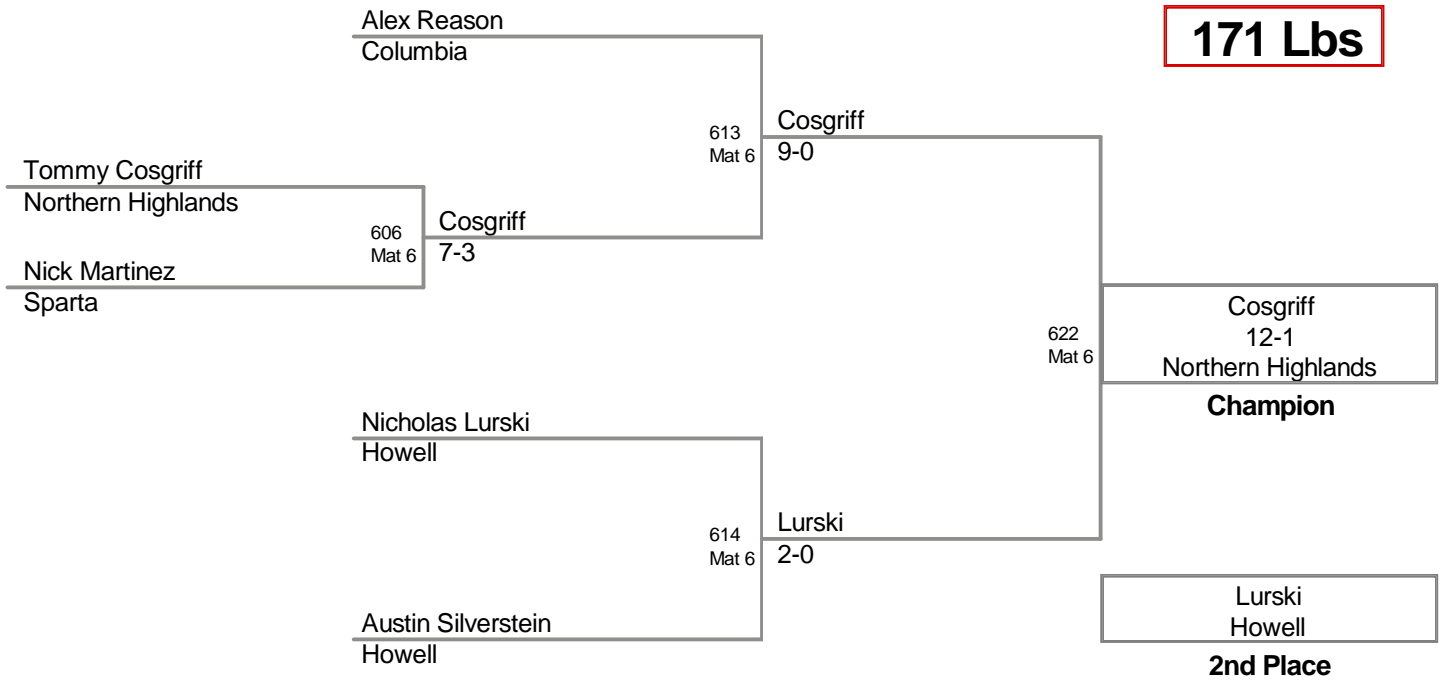 Alex Reason
Columbia
171 Lbs
613
Mat 6
Cosgriff
9-0
Tommy Cosgriff
Northern Highlands
606
Mat 6
Cosgriff
7-3
Nick Martinez
Sparta
622
Mat 6
Cosgriff
12-1
Northern Highlands
Champion
Nicholas Lurski
Howell
614
Mat 6
Lurski
2-0
Austin Silverstein
Howell
Lurski
Howell
2nd Place